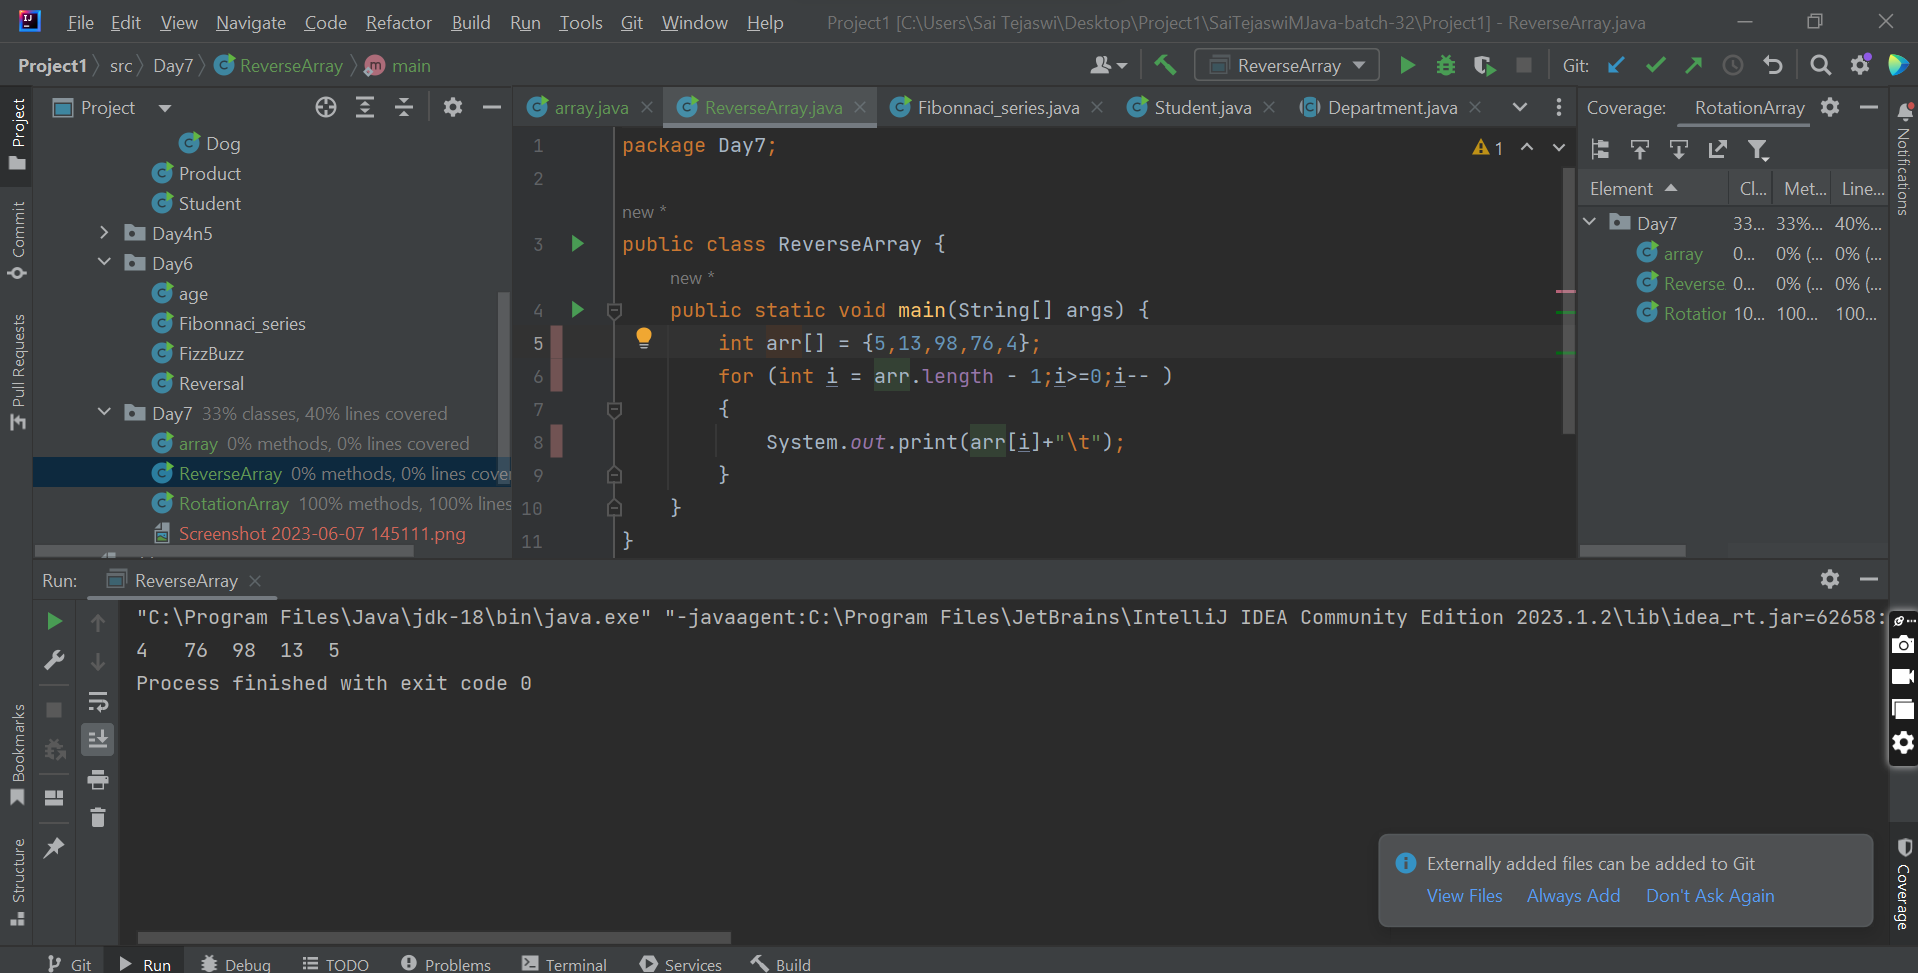 File Edit View Navigate Code Refactor Build Run Tools Git Window Help Project1 [C:\Users\Sai Tejaswi\Desktop\Project1\SaiTejaswiMJava-batch-32\Project1] - ReverseArray.java
Project1 src Day7 ReverseArray main ReverseArray Git:
Project
Commit
Pull Requests
Bookmarks
Structure
Project
Dog
Product
Student
Day4n5
Day6
age
Fibonnaci_series
FizzBuzz
Reversal
Day7 33% classes, 40% lines covered
array 0% methods, 0% lines covered
ReverseArray 0% methods, 0% lines cove
RotationArray 100% methods, 100% lines
Screenshot 2023-06-07 145111.png
array.java ReverseArray.java Fibonnaci_series.java Student.java Department.java
1 package Day7;
1
2
new *
3 public class ReverseArray {
new *
4 public static void main(String[] args) {
5 int arr[] = {5,13,98,76,4};
6 for (int i = arr.length - 1;i>=0;i-- )
7 {
8 System.out.print(arr[i]+"\t");
9 }
10 }
11 }
Coverage: RotationArray
Element Cl... Met... Line...
Day7 33... 33%... 40%...
array 0... 0% (... 0% (...
Reverse 0... 0% (... 0% (...
Rotatior 10... 100... 100...
Notifications
Coverage
Run: ReverseArray
"C:\Program Files\Java\jdk-18\bin\java.exe" "-javaagent:C:\Program Files\JetBrains\IntelliJ IDEA Community Edition 2023.1.2\lib\idea_rt.jar=62658:
4 76 98 13 5
Process finished with exit code 0
Externally added files can be added to Git
View Files Always Add Don't Ask Again
Git Run Debug TODO Problems Terminal Services Build